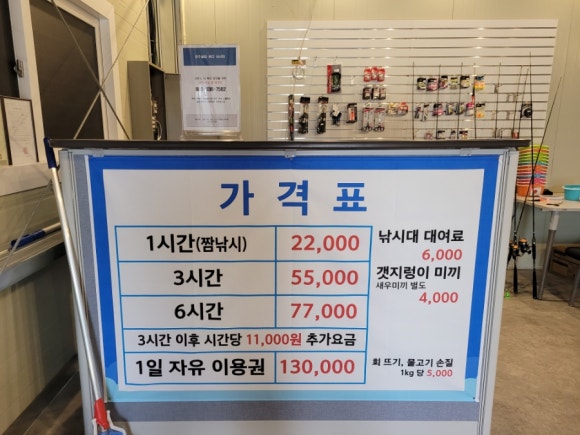 가격표
1시간(짬낚시) 22,000
3시간 55,000
6시간 77,000
3시간 이후 시간당 11,000원 추가요금
1일 자유 이용권 130,000
낚시대 대여료
6,000
갯지렁이 미끼
새우미끼 별도
4,000
회 뜨기, 물고기 손질
1kg 당 5,000